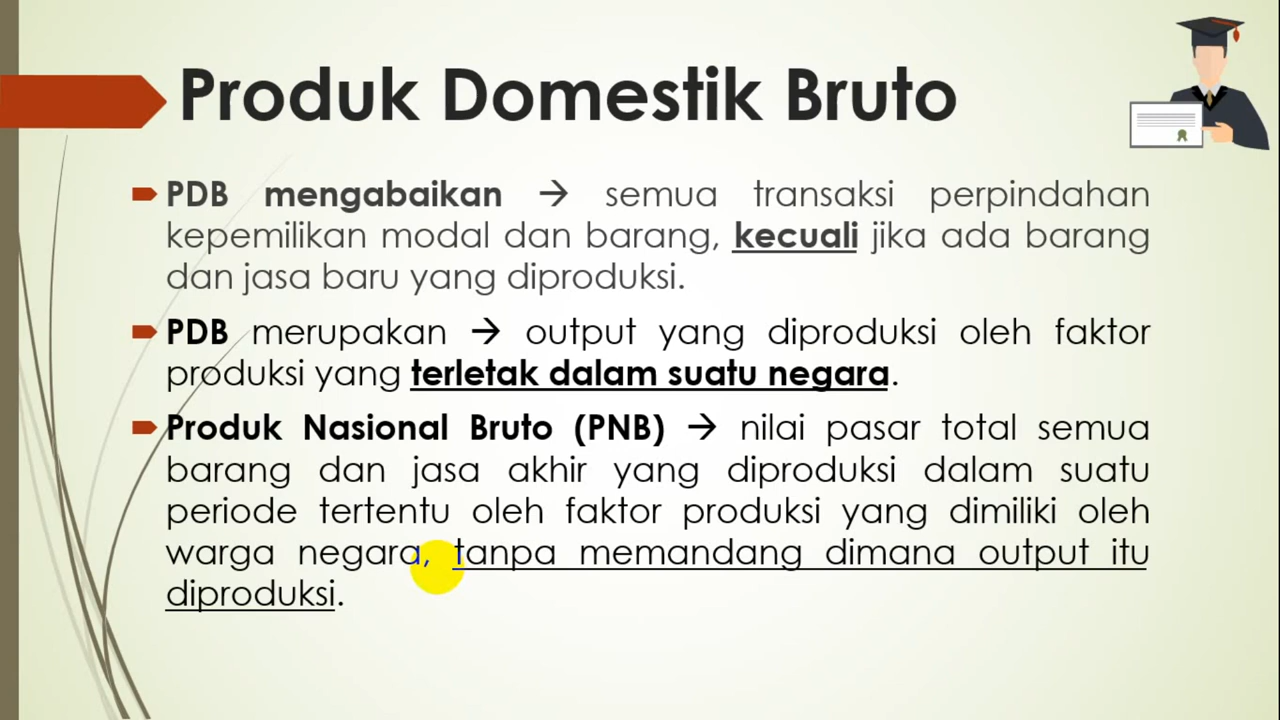 Produk Domestik Bruto
PDB mengabaikan → semua transaksi perpindahan
kepemilikan modal dan barang, kecuali jika ada barang
dan jasa baru yang diproduksi.
PDB merupakan → output yang diproduksi oleh faktor
produksi yang terletak dalam suatu negara.
Produk Nasional Bruto (PNB) → nilai pasar total semua
barang dan jasa akhir yang diproduksi dalam suatu
periode tertentu oleh faktor produksi yang dimiliki oleh
warga negara, tanpa memandang dimana output itu
diproduksi.